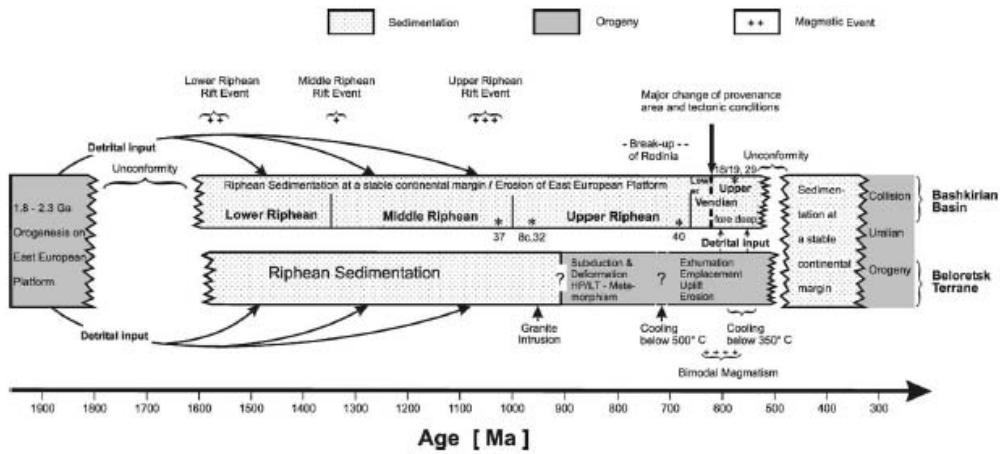 Sedimentation
Orogeny
++ Magmatic Event
Lower Riphean
Rift Event
++
Middle Riphean
Rift Event
+
Upper Riphean
Rift Event
+++
Major change of provenance
area and tectonic conditions
- Break-up - -
of Rodinia
18/19, 29
Unconformity
Detrital input
Unconformity
1.8 - 2.3 Ga
Orogenesis on
East European
Platform
Riphean Sedimentation at a stable continental margin / Erosion of East European Platform
Lower Riphean
Middle Riphean
Upper Riphean
Low
er
Upper
Vendian
fore deep
* * * *
37
8c,32
40
Detrital input
Sedimen-
tation at
a stable
continental
margin
Collision
Uralian
Orogeny
Bashkirian
Basin
Beloretsk
Terrane
Riphean Sedimentation
?
Subduction &
Deformation
HP/LT - Meta-
morphism
?
Exhumation
Emplacement
Uplift
Erosion
Detrital input
Granite
Intrusion
Cooling
below 500° C
Cooling
below 350° C
++++
Bimodal Magmatism
1900 1800 1700 1600 1500 1400 1300 1200 1100 1000 900 800 700 600 500 400 300
Age [ Ma ]